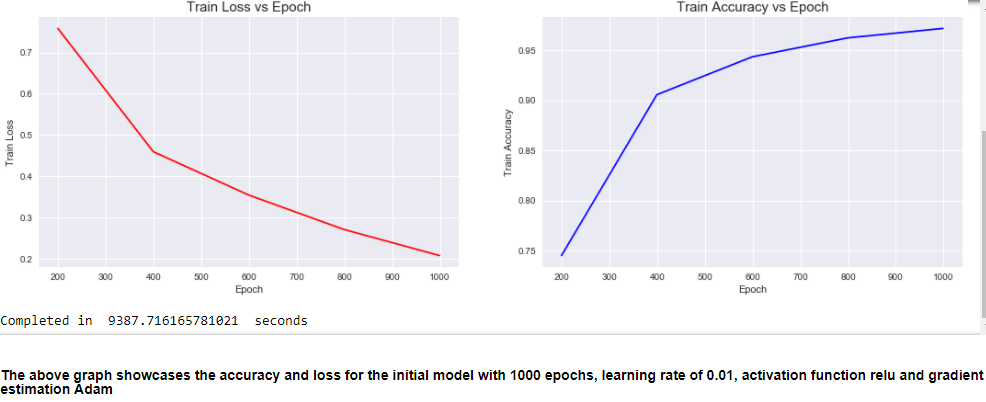 Train Loss vs Epoch
0.7
0.6
0.5
0.4
0.3
0.2
Train Loss
200 300 400 500 600 700 800 900 1000
Epoch
Train Accuracy vs Epoch
0.95
0.90
0.85
0.80
0.75
Train Accuracy
200 300 400 500 600 700 800 900 1000
Epoch
Completed in 9387.716165781021 seconds
The above graph showcases the accuracy and loss for the initial model with 1000 epochs, learning rate of 0.01, activation function relu and gradient
estimation Adam